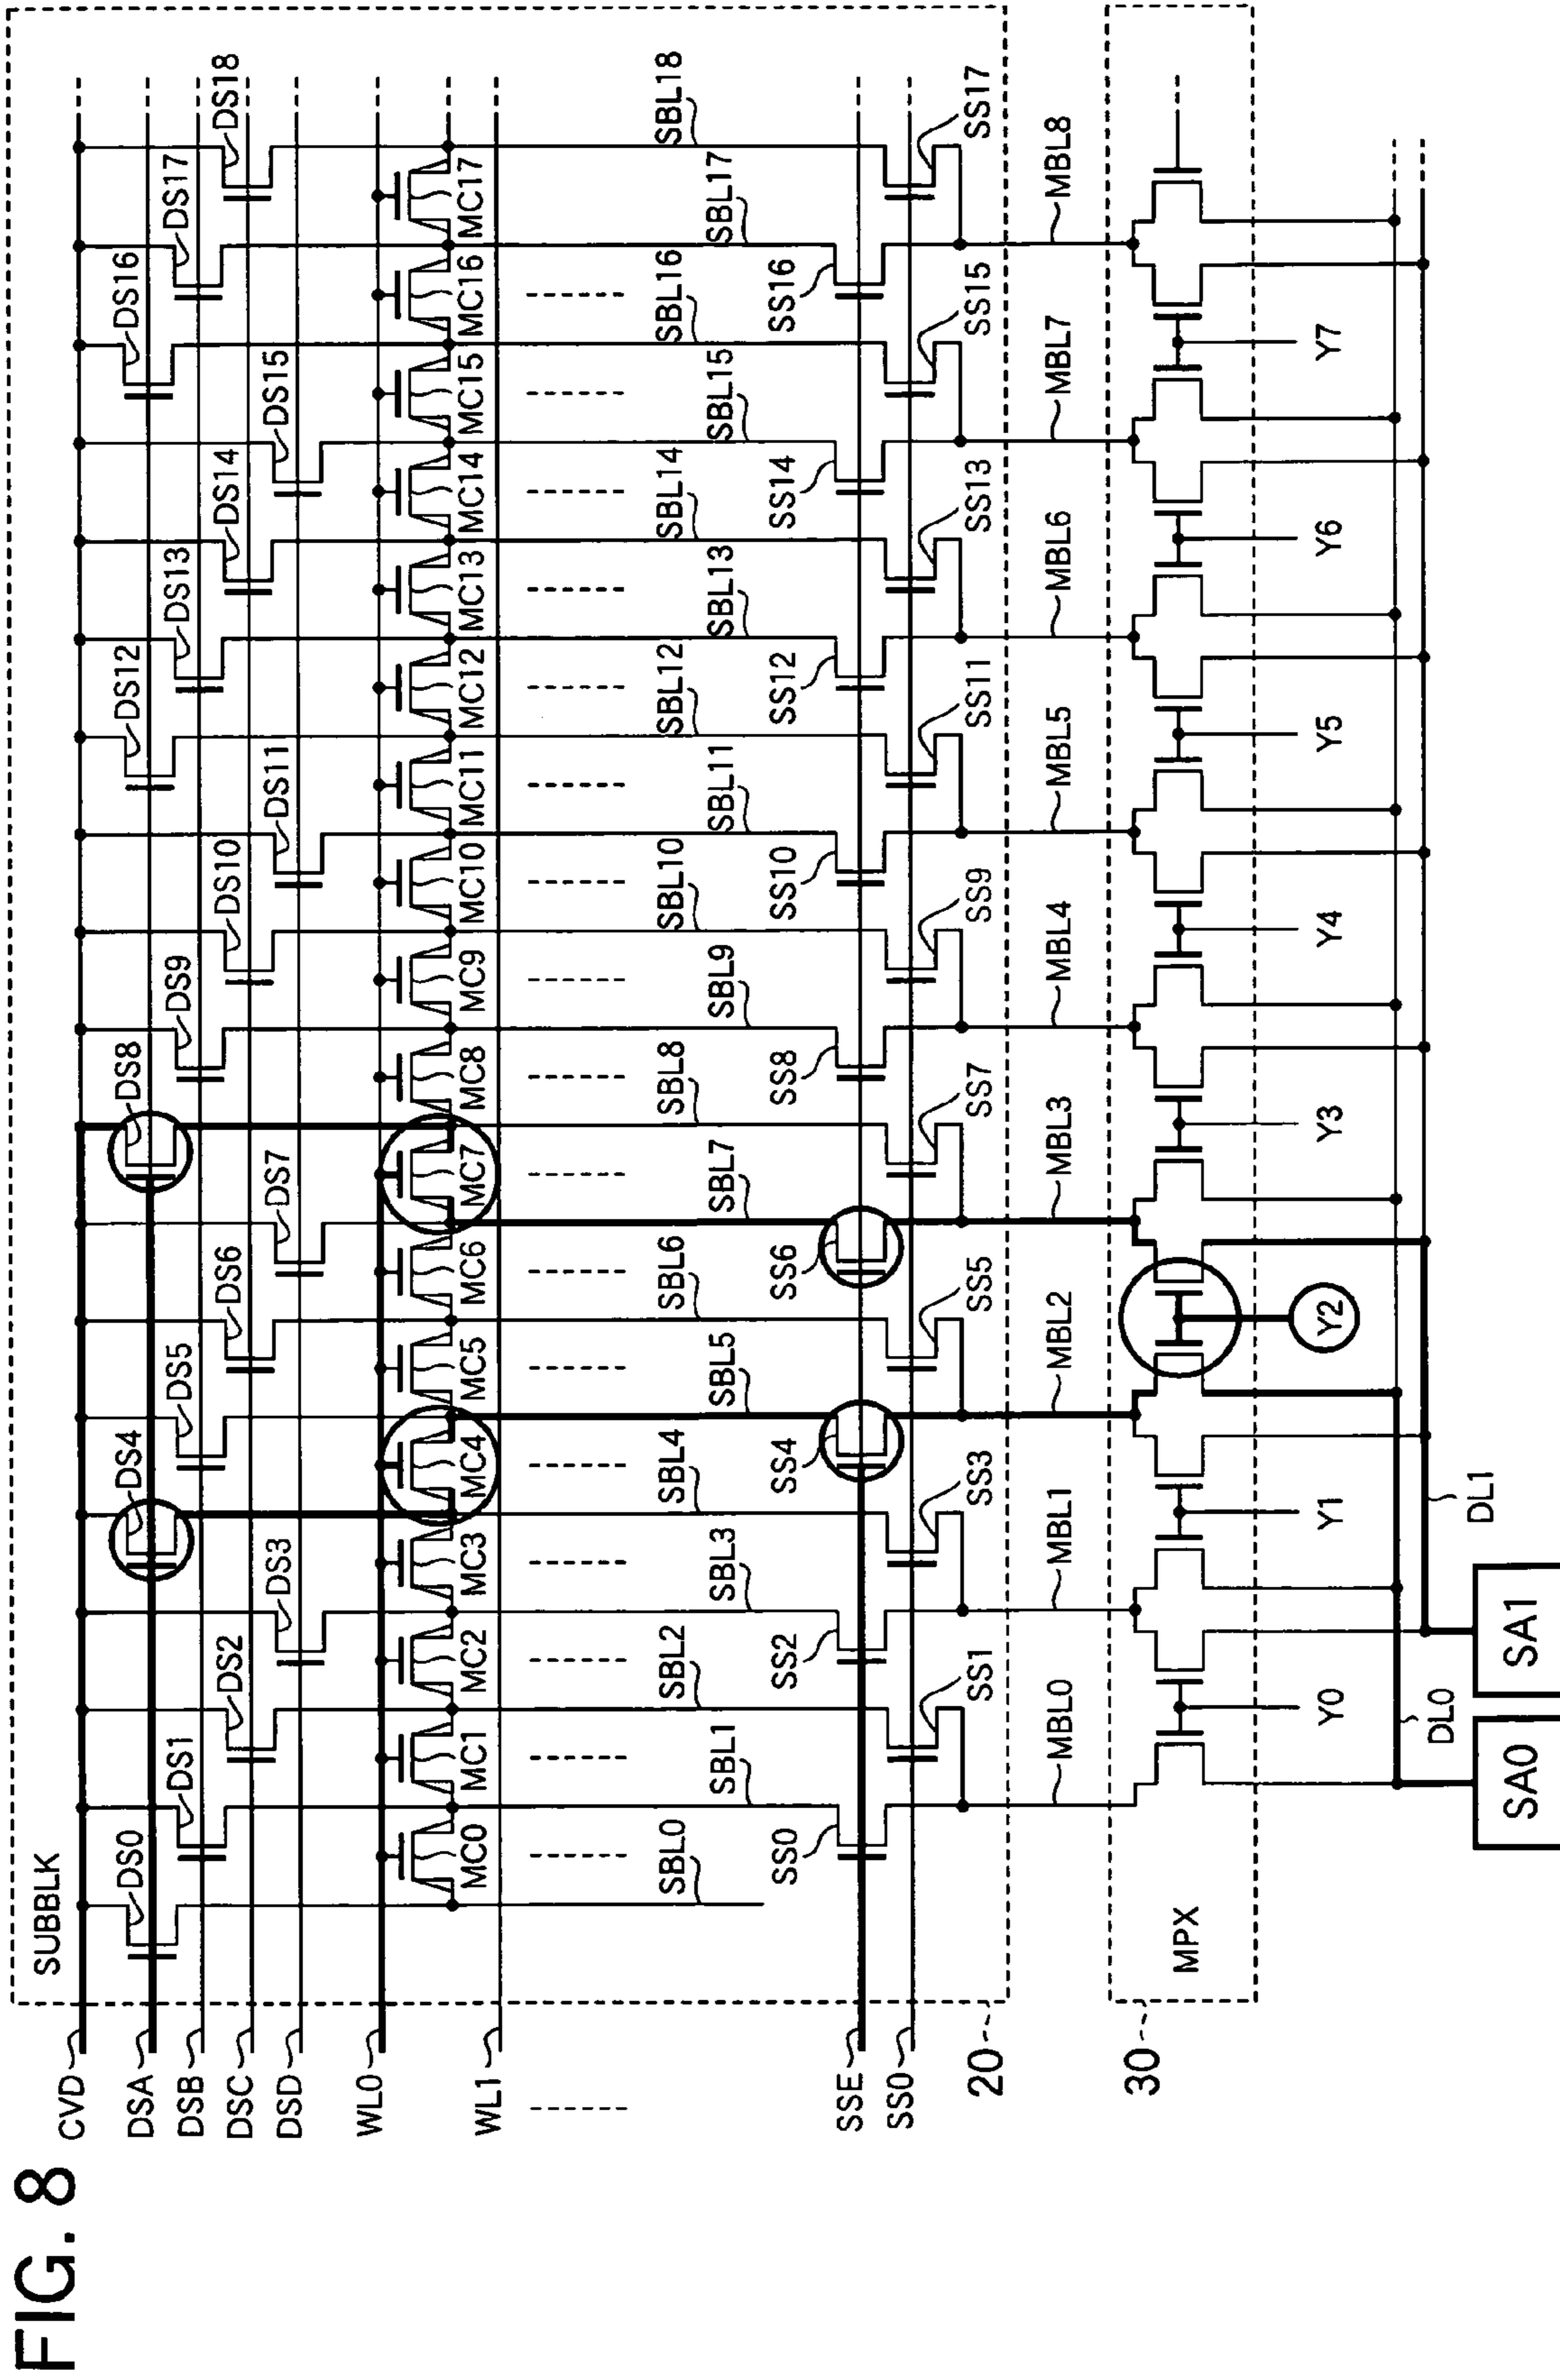 FIG. 8
SUBBLK
CVD
DSA
DSB
DSC
DSD
DS0
DS1
DS2
DS3
DS4
DS5
DS6
DS7
DS8
DS9
DS10
DS11
DS12
DS13
DS14
DS15
DS16
DS17
DS18
WL0
MC0
MC1
MC2
MC3
MC4
MC5
MC6
MC7
MC8
MC9
MC10
MC11
MC12
MC13
MC14
MC15
MC16
MC17
WL1
SBL0
SBL1
SBL2
SBL3
SBL4
SBL5
SBL6
SBL7
SBL8
SBL9
SBL10
SBL11
SBL12
SBL13
SBL14
SBL15
SBL16
SBL17
SBL18
SSE
SS0
SS0
SS2
SS4
SS6
SS8
SS10
SS12
SS14
SS16
SS1
SS3
SS5
SS7
SS9
SS11
SS13
SS15
SS17
20
MBL0
MBL1
MBL2
MBL3
MBL4
MBL5
MBL6
MBL7
MBL8
30
MPX
Y0
Y1
Y2
Y3
Y4
Y5
Y6
Y7
DL0
DL1
SA0
SA1